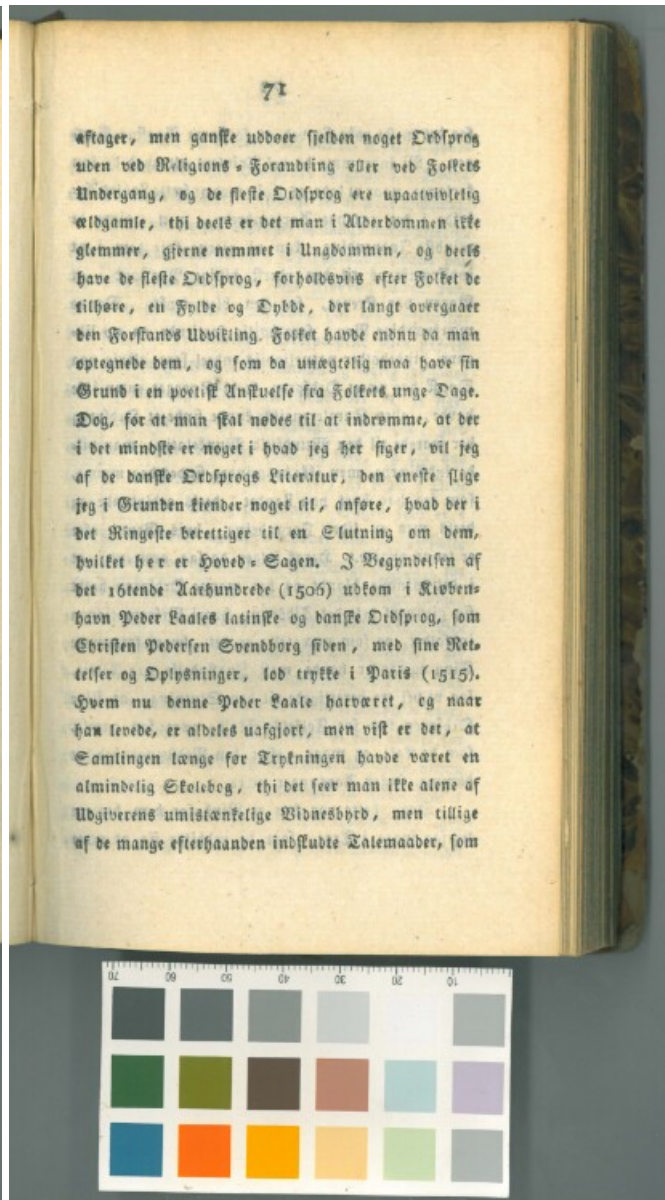 71
aftager, men ganske uddøer sjelden noget Ordsprog
uden ved Religions-Forandring eller ved Folkets
Undergang, og de fleste Ordsprog ere upaatvivlelig
ældgamle, thi deels er det man i Alderdommen ikke
glemmer, gjerne nemmet i Ungdommen, og deels
have de fleste Ordsprog, forholdsviis efter Folket de
tilhøre, en Fylde og Dybde, der langt overgaaer
den Forstands Udvikling Folket havde endnu da man
optegnede dem, og som da unægtelig maa have sin
Grund i en poetisk Anskuelse fra Folkets unge Dage.
Dog, for at man skal nødes til at indrømme, at der
i det mindste er noget i hvad jeg her siger, vil jeg
af de danske Ordsprogs Literatur, den eneste slige
jeg i Grunden kiender noget til, anføre, hvad der i
det Ringeste berettiger til en Slutning om dem,
hvilket her er Hoved-Sagen. I Begyndelsen af
det 16tende Aarhundrede (1506) udkom i Kiøben-
havn Peder Laales latinske og danske Ordsprog, som
Christen Pedersen Svendborg siden, med sine Ret-
telser og Oplysninger, lod trykke i Paris (1515).
Hvem nu denne Peder Laale harværet, og naar
han levede, er aldeles uafgjort, men vist er det, at
Samlingen længe før Trykningen havde været en
almindelig Skolebog, thi det seer man ikke alene af
Udgiverens umistænkelige Vidnesbyrd, men tillige
af de mange efterhaanden indskudte Talemaader, som
70 60 50 40 30 20 10